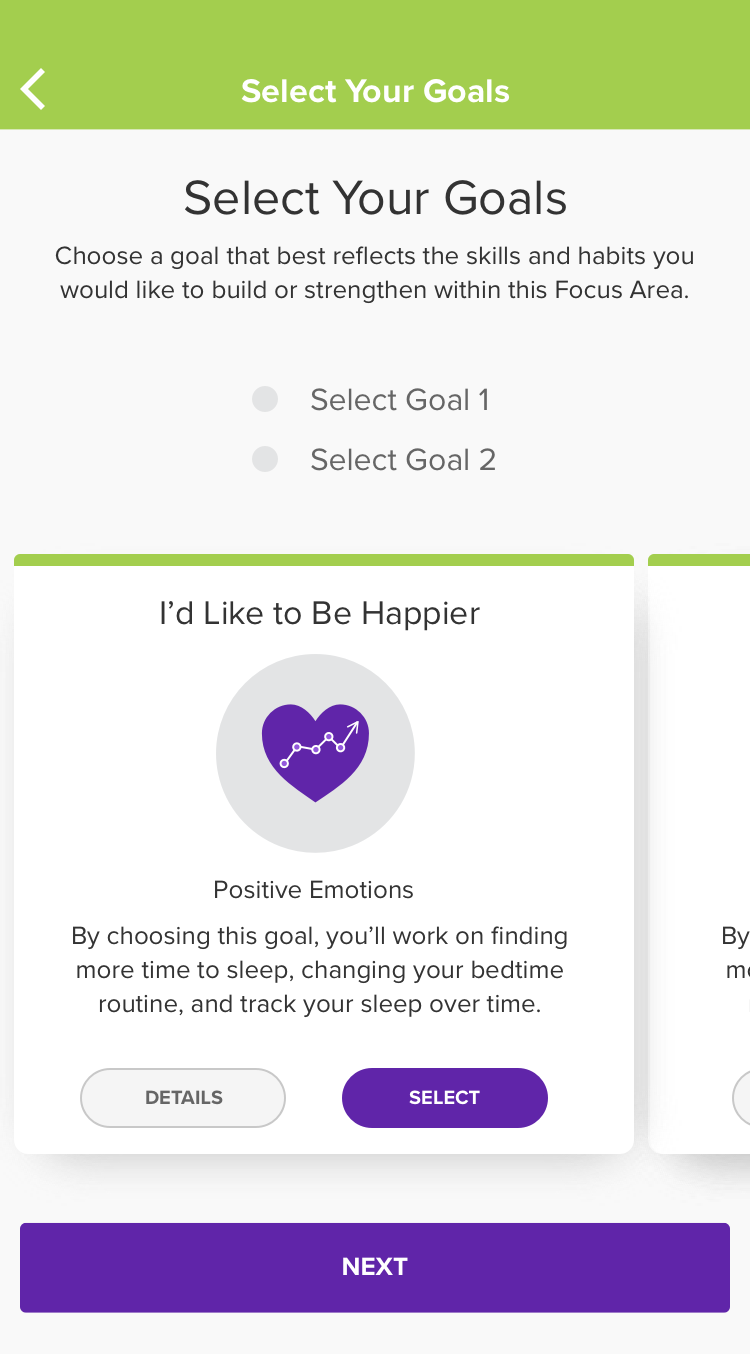 Select Your Goals
Select Your Goals
Choose a goal that best reflects the skills and habits you
would like to build or strengthen within this Focus Area.
Select Goal 1
Select Goal 2
I’d Like to Be Happier
Positive Emotions
By choosing this goal, you’ll work on finding
more time to sleep, changing your bedtime
routine, and track your sleep over time.
DETAILS
SELECT
By
NEXT